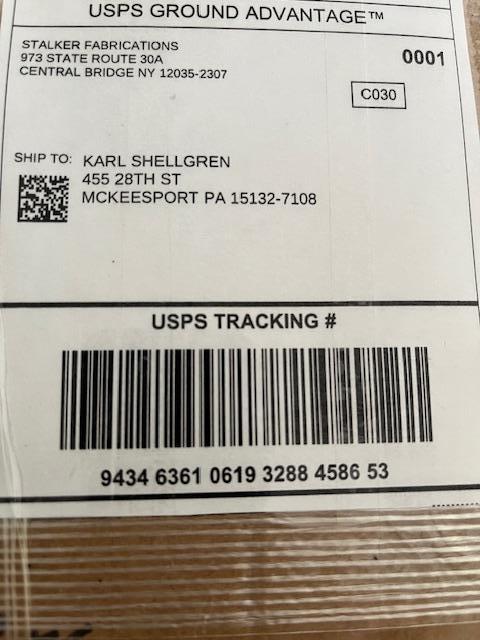 USPS GROUND ADVANTAGE™
STALKER FABRICATIONS
973 STATE ROUTE 30A
CENTRAL BRIDGE NY 12035-2307
0001
C030
SHIP TO: KARL SHELLGREN
455 28TH ST
MCKEESPORT PA 15132-7108
USPS TRACKING #
9434 6361 0619 3288 4586 53